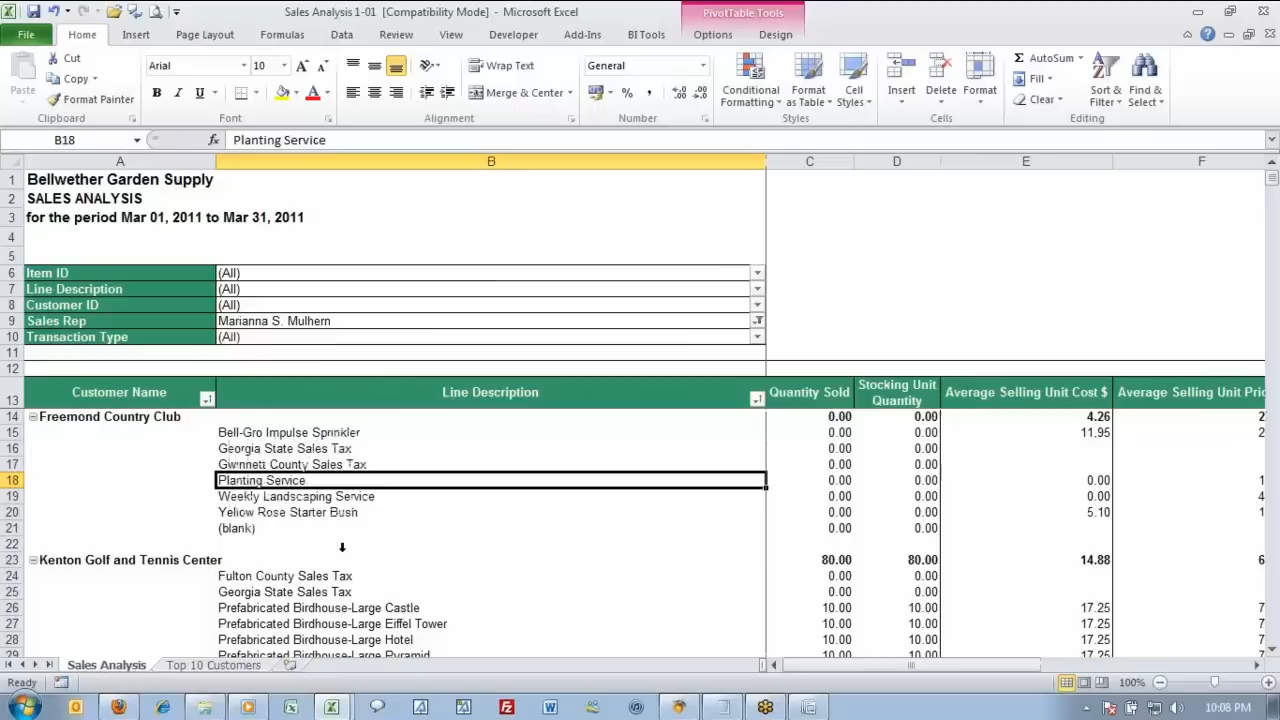 Sales Analysis 1-01 [Compatibility Mode] - Microsoft Excel
PivotTable Tools
File Home Insert Page Layout Formulas Data Review View Developer Add-Ins BI Tools Options Design
Paste
Cut
Copy
Format Painter
Clipboard
Arial 10
B I U A
Font
Wrap Text
Merge & Center
Alignment
General
$ % ,
Number
Conditional Formatting
Format as Table
Cell Styles
Styles
Insert Delete Format
Cells
Σ AutoSum
Fill
Clear
Sort & Filter
Find & Select
Editing
B18 fx Planting Service
A B C D E F
1 Bellwether Garden Supply
2 SALES ANALYSIS
3 for the period Mar 01, 2011 to Mar 31, 2011
4
5
6 Item ID (All)
7 Line Description (All)
8 Customer ID (All)
9 Sales Rep Marianna S. Mulhern
10 Transaction Type (All)
11
12
13 Customer Name Line Description Quantity Sold Stocking Unit Quantity Average Selling Unit Cost $ Average Selling Unit Pric
14 Freemond Country Club 0.00 0.00 4.26 2
15 Bell-Gro Impulse Sprinkler 0.00 0.00 11.95 2
16 Georgia State Sales Tax 0.00 0.00
17 Gwinnett County Sales Tax 0.00 0.00
18 Planting Service 0.00 0.00 0.00 1
19 Weekly Landscaping Service 0.00 0.00 0.00 4
20 Yellow Rose Starter Bush 0.00 0.00 5.10 1
21 (blank) 0.00 0.00
22
23 Kenton Golf and Tennis Center 80.00 80.00 14.88 6
24 Fulton County Sales Tax 0.00 0.00
25 Georgia State Sales Tax 0.00 0.00
26 Prefabricated Birdhouse-Large Castle 10.00 10.00 17.25 7
27 Prefabricated Birdhouse-Large Eiffel Tower 10.00 10.00 17.25 7
28 Prefabricated Birdhouse-Large Hotel 10.00 10.00 17.25 7
29 Prefabricated Birdhouse-Large Pyramid 10.00 10.00 17.25 7
Sales Analysis Top 10 Customers
Ready 100%
10:08 PM